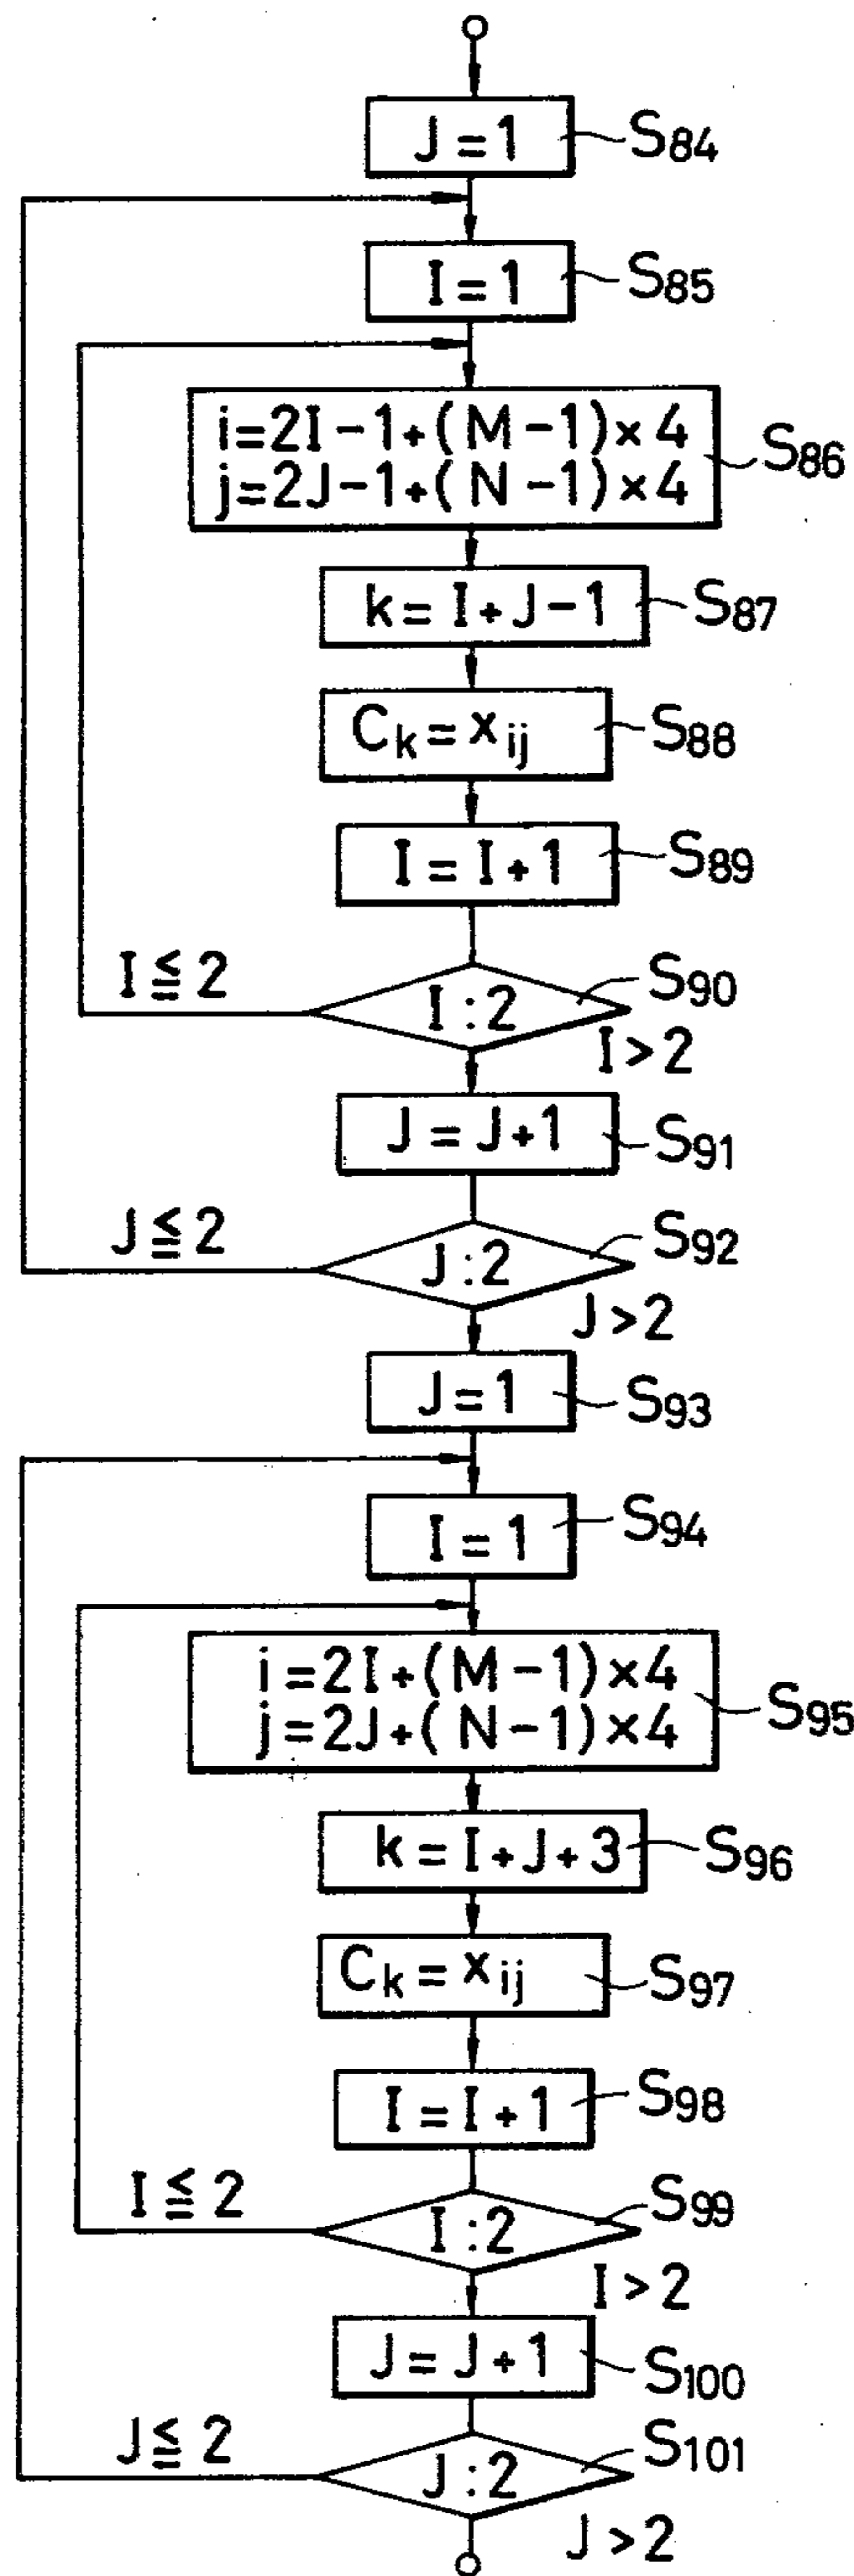 J = 1 S84
I = 1 S85
i = 2I - 1 + ( M - 1 ) × 4
j = 2J - 1 + ( N - 1 ) × 4 S86
k = I + J - 1 S87
Ck = xij S88
I = I + 1 S89
I ≦ 2 I : 2 S90
I > 2
J = J + 1 S91
J ≦ 2 J : 2 S92
J > 2
J = 1 S93
I = 1 S94
i = 2I + ( M - 1 ) × 4
j = 2J + ( N - 1 ) × 4 S95
k = I + J + 3 S96
Ck = xij S97
I = I + 1 S98
I ≦ 2 I : 2 S99
I > 2
J = J + 1 S100
J ≦ 2 J : 2 S101
J > 2